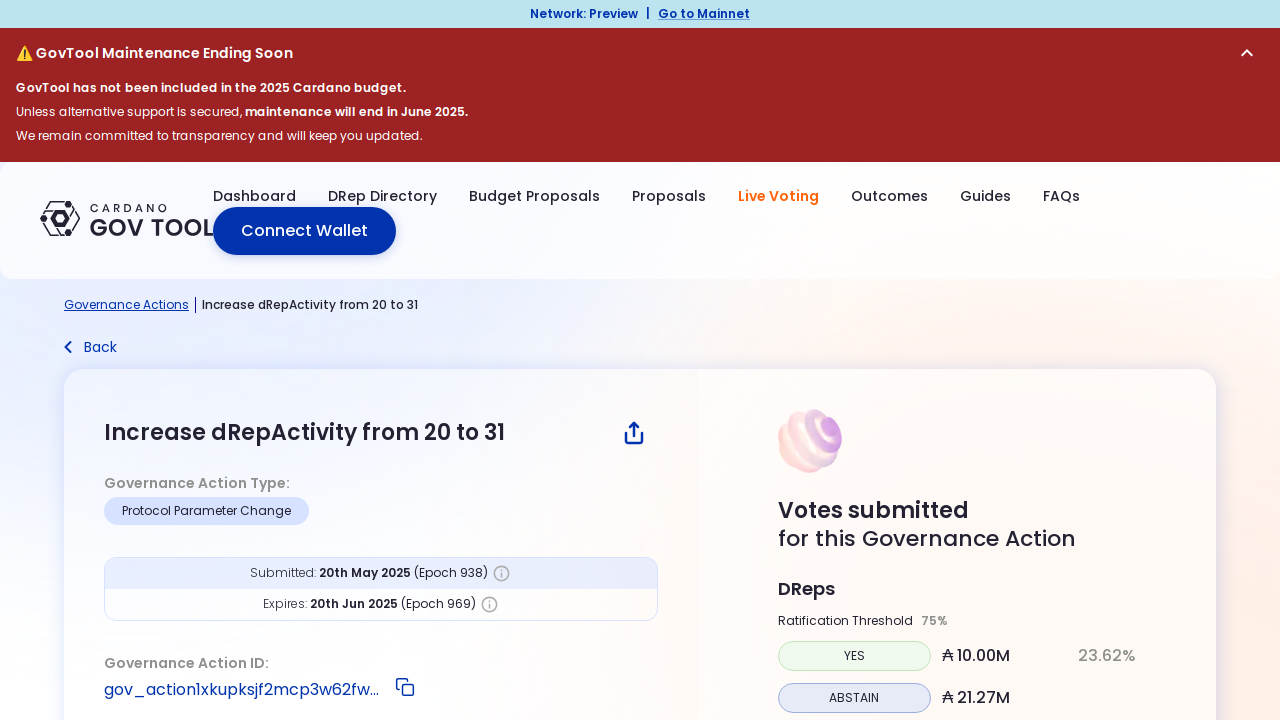 Network: Preview | Go to Mainnet
⚠️ GovTool Maintenance Ending Soon
GovTool has not been included in the 2025 Cardano budget.
Unless alternative support is secured, maintenance will end in June 2025.
We remain committed to transparency and will keep you updated.
CARDANO
GOV TOOL
Dashboard DRep Directory Budget Proposals Proposals Live Voting Outcomes Guides FAQs
Connect Wallet
Governance Actions | Increase dRepActivity from 20 to 31
Back
Increase dRepActivity from 20 to 31
Governance Action Type:
Protocol Parameter Change
Submitted: 20th May 2025 (Epoch 938)
Expires: 20th Jun 2025 (Epoch 969)
Governance Action ID:
gov_action1xkupksjf2mcp3w62fw...
Votes submitted
for this Governance Action
DReps
Ratification Threshold 75%
YES ₳ 10.00M 23.62%
ABSTAIN ₳ 21.27M